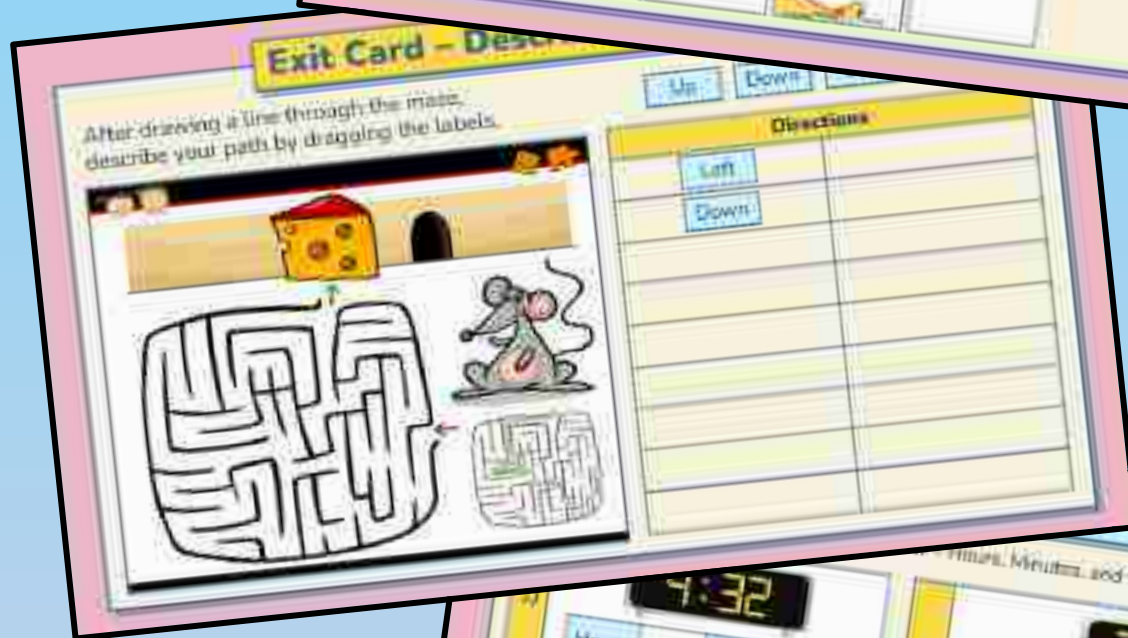 Exit Card – Descri
After drawing a line through the maze,
describe your path by dragging the labels.
Up
Down
Directions
Left
Down
Hours, Minutes, and
4:32